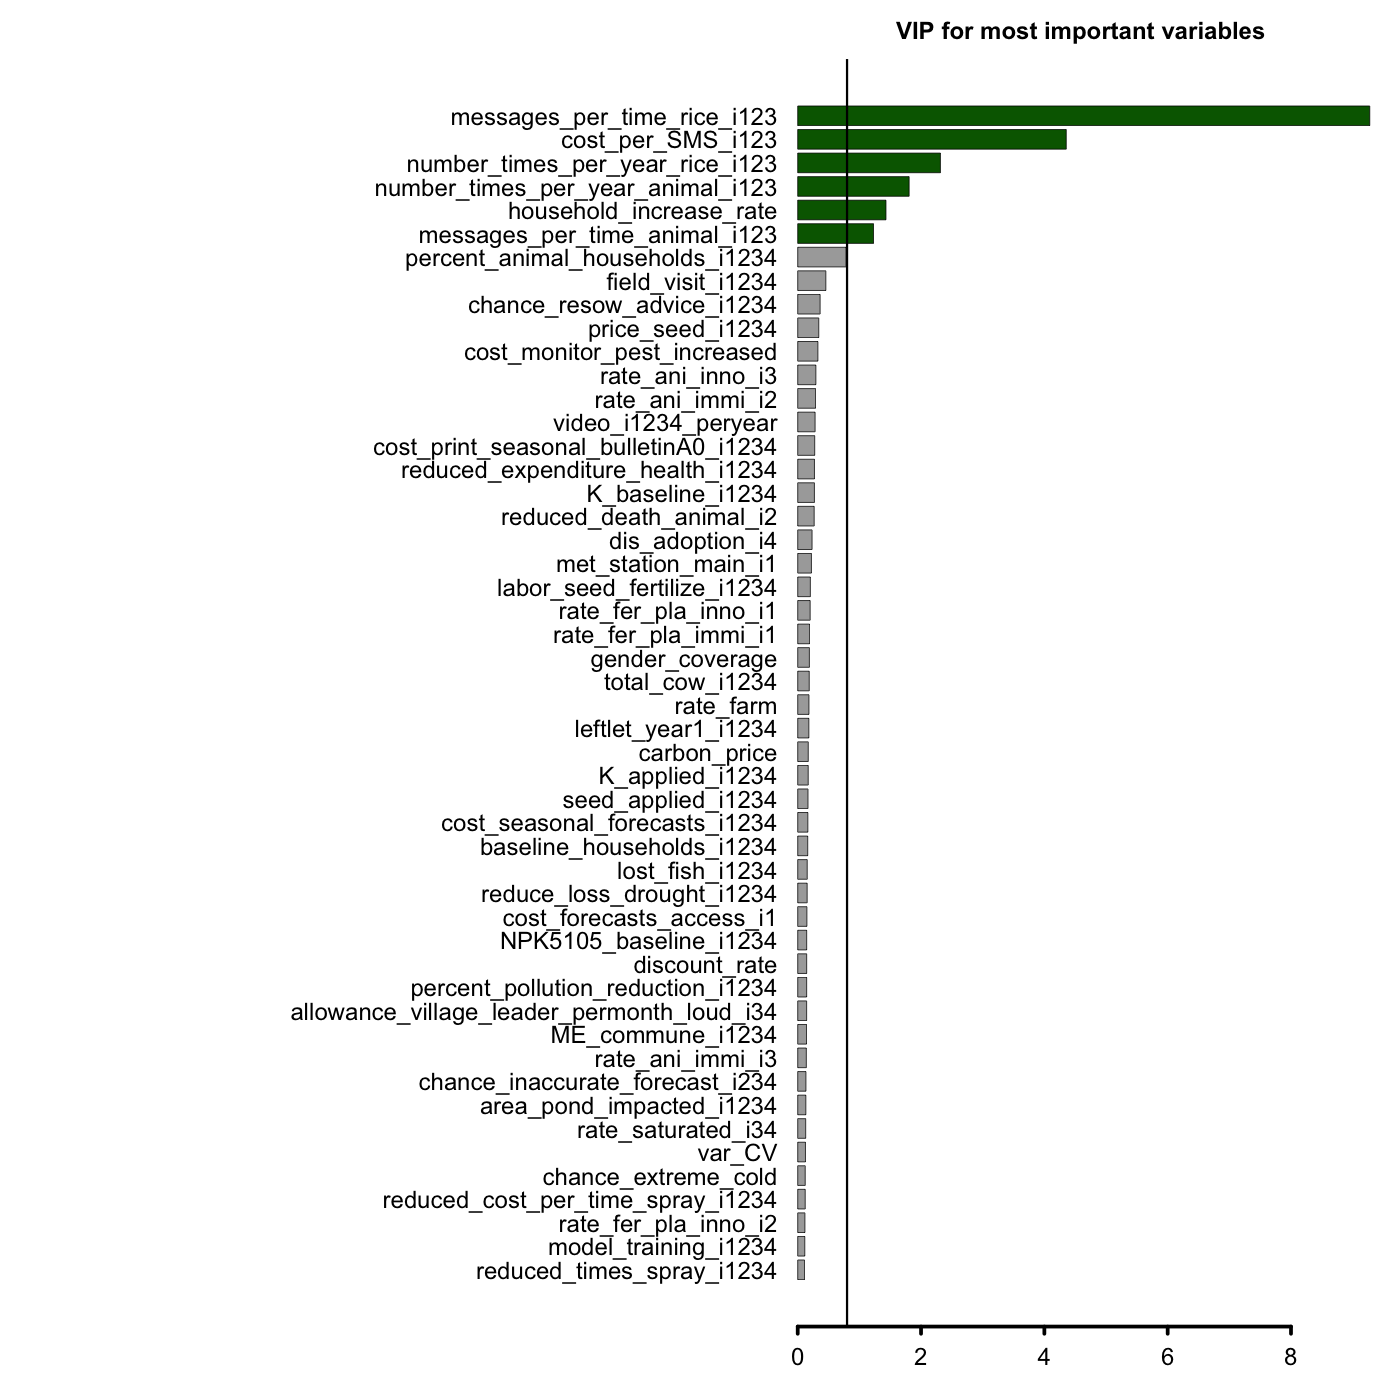 VIP for most important variables
messages_per_time_rice_i123
cost_per_SMS_i123
number_times_per_year_rice_i123
number_times_per_year_animal_i123
household_increase_rate
messages_per_time_animal_i123
percent_animal_households_i1234
field_visit_i1234
chance_resow_advice_i1234
price_seed_i1234
cost_monitor_pest_increased
rate_ani_inno_i3
rate_ani_immi_i2
video_i1234_peryear
cost_print_seasonal_bulletinA0_i1234
reduced_expenditure_health_i1234
K_baseline_i1234
reduced_death_animal_i2
dis_adoption_i4
met_station_main_i1
labor_seed_fertilize_i1234
rate_fer_pla_inno_i1
rate_fer_pla_immi_i1
gender_coverage
total_cow_i1234
rate_farm
leftlet_year1_i1234
carbon_price
K_applied_i1234
seed_applied_i1234
cost_seasonal_forecasts_i1234
baseline_households_i1234
lost_fish_i1234
reduce_loss_drought_i1234
cost_forecasts_access_i1
NPK5105_baseline_i1234
discount_rate
percent_pollution_reduction_i1234
allowance_village_leader_permonth_loud_i34
ME_commune_i1234
rate_ani_immi_i3
chance_inaccurate_forecast_i234
area_pond_impacted_i1234
rate_saturated_i34
var_CV
chance_extreme_cold
reduced_cost_per_time_spray_i1234
rate_fer_pla_inno_i2
model_training_i1234
reduced_times_spray_i1234
0 2 4 6 8